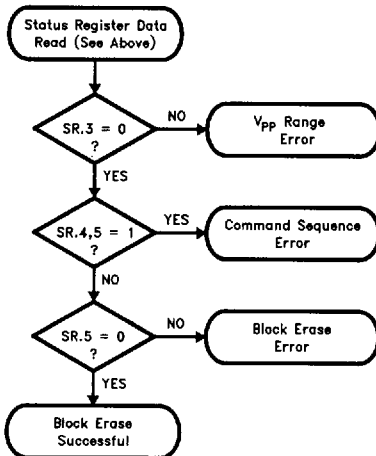 Status Register Data
Read (See Above)
SR.3 = 0
?
NO
VPP Range
Error
YES
SR.4,5 = 1
?
YES
Command Sequence
Error
NO
SR.5 = 0
?
NO
Block Erase
Error
YES
Block Erase
Successful